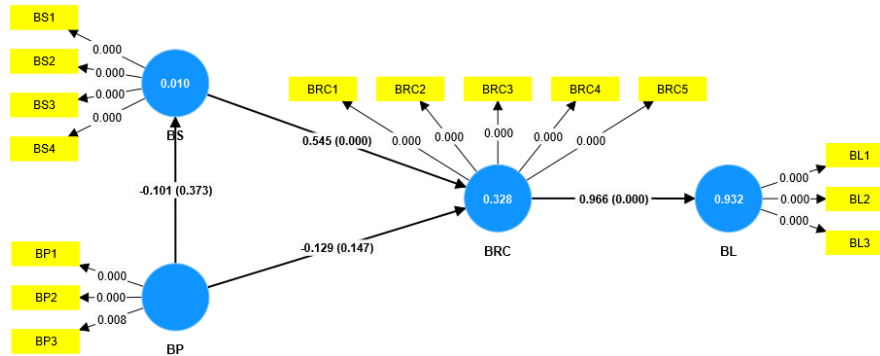 BS1
0.000
BS2
0.000
BS3
0.000
BS4
0.000
0.010
BS
BRC1
BRC2
BRC3
BRC4
BRC5
0.000
0.000
0.000
0.000
0.000
0.545 (0.000)
-0.101 (0.373)
0.328
BRC
0.966 (0.000)
0.932
BL
BL1
0.000
BL2
0.000
BL3
0.000
-0.129 (0.147)
BP1
0.000
BP2
0.000
BP3
0.008
BP